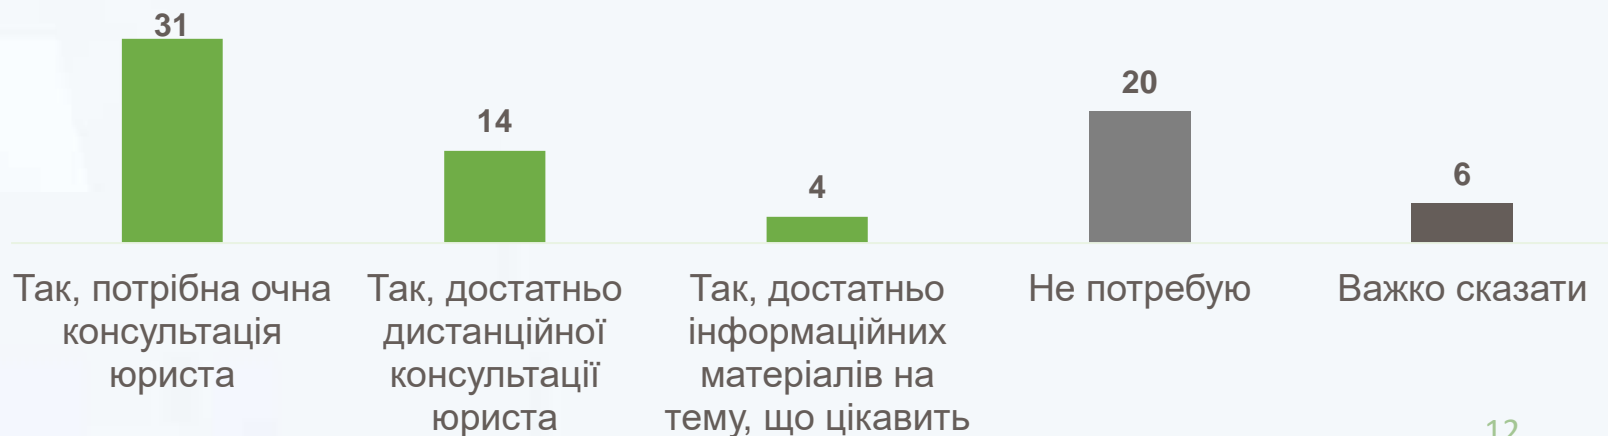 31
14
4
20
6
Так, потрібна очна
консультація
юриста
Так, достатньо
дистанційної
консультації
юриста
Так, достатньо
інформаційних
матеріалів на
тему, що цікавить
Не потребую
Важко сказати
12